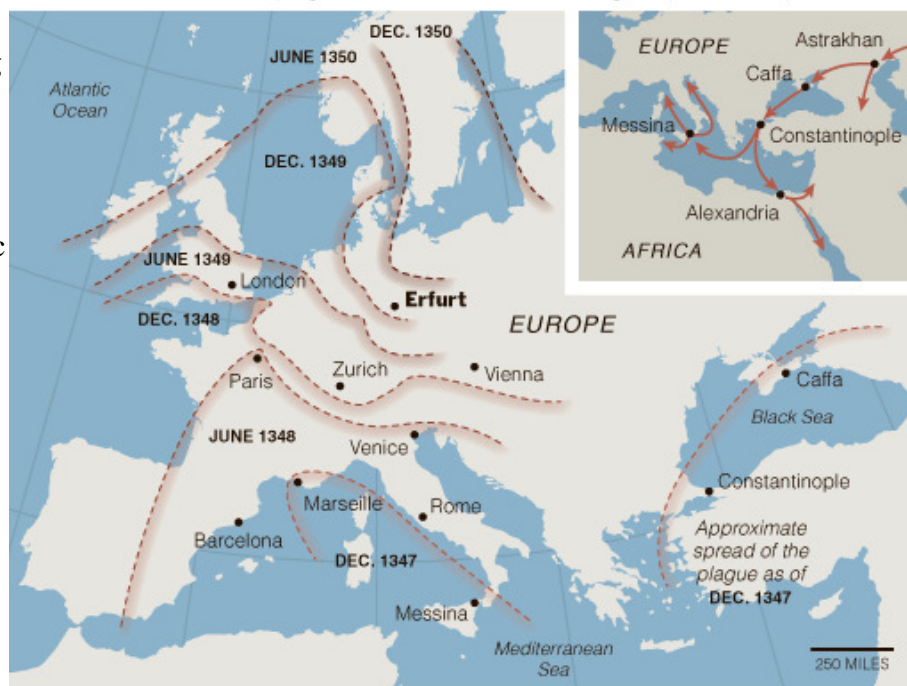 DEC. 1350
JUNE 1350
Atlantic
Ocean
DEC. 1349
JUNE 1349
London
DEC. 1348
Erfurt
EUROPE
Paris
Zurich
Vienna
JUNE 1348
Venice
Marseille
Rome
Barcelona
DEC. 1347
Messina
Mediterranean
Sea
Caffa
Black Sea
Constantinople
Approximate
spread of the
plague as of
DEC. 1347
250 MILES
EUROPE
Astrakhan
Caffa
Messina
Constantinople
Alexandria
AFRICA